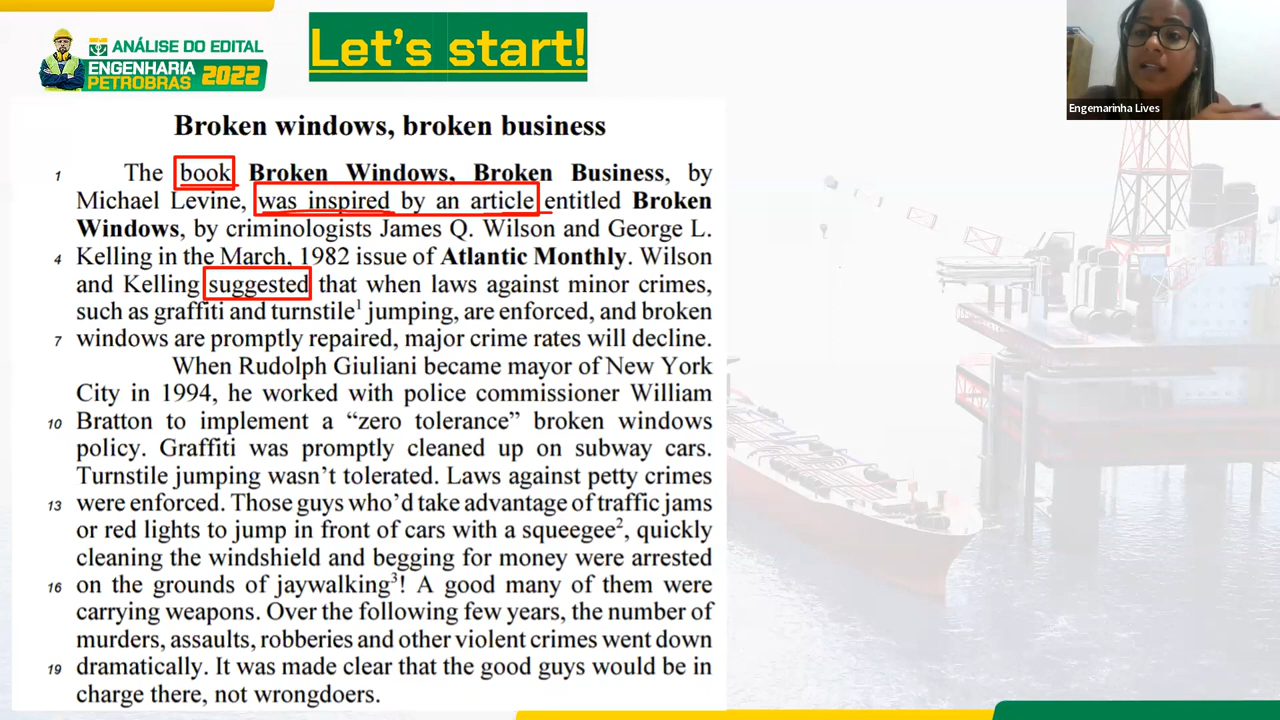 ANÁLISE DO EDITAL
ENGENHARIA
PETROBRAS 2022
Let's start!
Engemarinha Lives
Broken windows, broken business
1 The book Broken Windows, Broken Business, by
Michael Levine, was inspired by an article entitled Broken
Windows, by criminologists James Q. Wilson and George L.
4 Kelling in the March, 1982 issue of Atlantic Monthly. Wilson
and Kelling suggested that when laws against minor crimes,
such as graffiti and turnstile¹ jumping, are enforced, and broken
7 windows are promptly repaired, major crime rates will decline.
When Rudolph Giuliani became mayor of New York
City in 1994, he worked with police commissioner William
10 Bratton to implement a “zero tolerance” broken windows
policy. Graffiti was promptly cleaned up on subway cars.
Turnstile jumping wasn’t tolerated. Laws against petty crimes
13 were enforced. Those guys who’d take advantage of traffic jams
or red lights to jump in front of cars with a squeegee², quickly
cleaning the windshield and begging for money were arrested
16 on the grounds of jaywalking³! A good many of them were
carrying weapons. Over the following few years, the number of
murders, assaults, robberies and other violent crimes went down
19 dramatically. It was made clear that the good guys would be in
charge there, not wrongdoers.